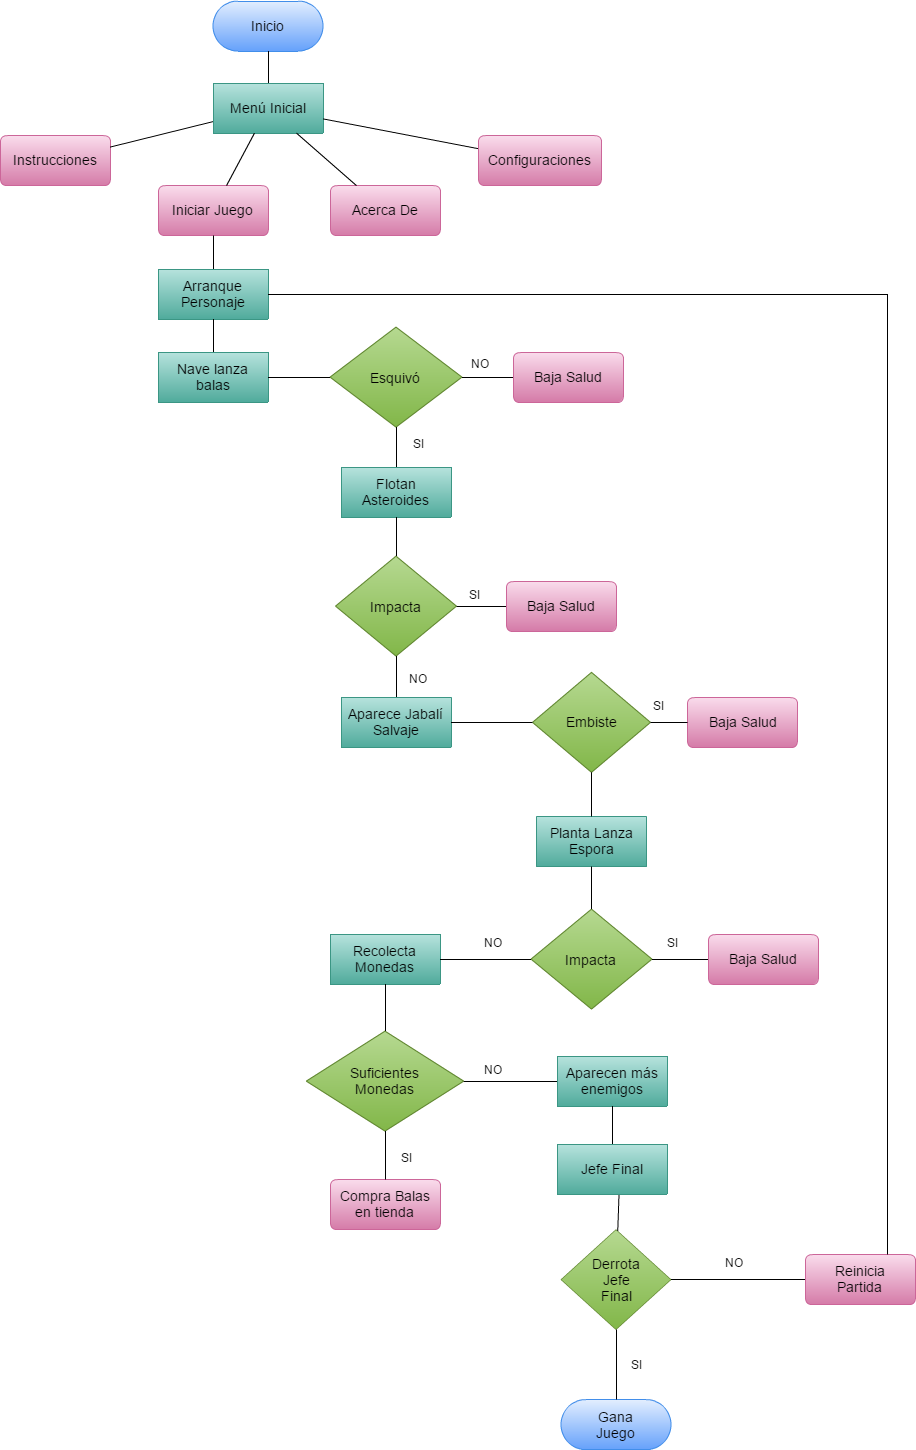 Inicio
Menú Inicial
Instrucciones
Configuraciones
Iniciar Juego
Acerca De
Arranque
Personaje
Nave lanza
balas
Esquivó
NO
Baja Salud
SI
Flotan
Asteroides
Impacta
SI
Baja Salud
NO
Aparece Jabalí
Salvaje
Embiste
SI
Baja Salud
Planta Lanza
Espora
Recolecta
Monedas
NO
Impacta
SI
Baja Salud
Suficientes
Monedas
NO
Aparecen más
enemigos
SI
Compra Balas
en tienda
Jefe Final
Derrota
Jefe
Final
NO
Reinicia
Partida
SI
Gana
Juego